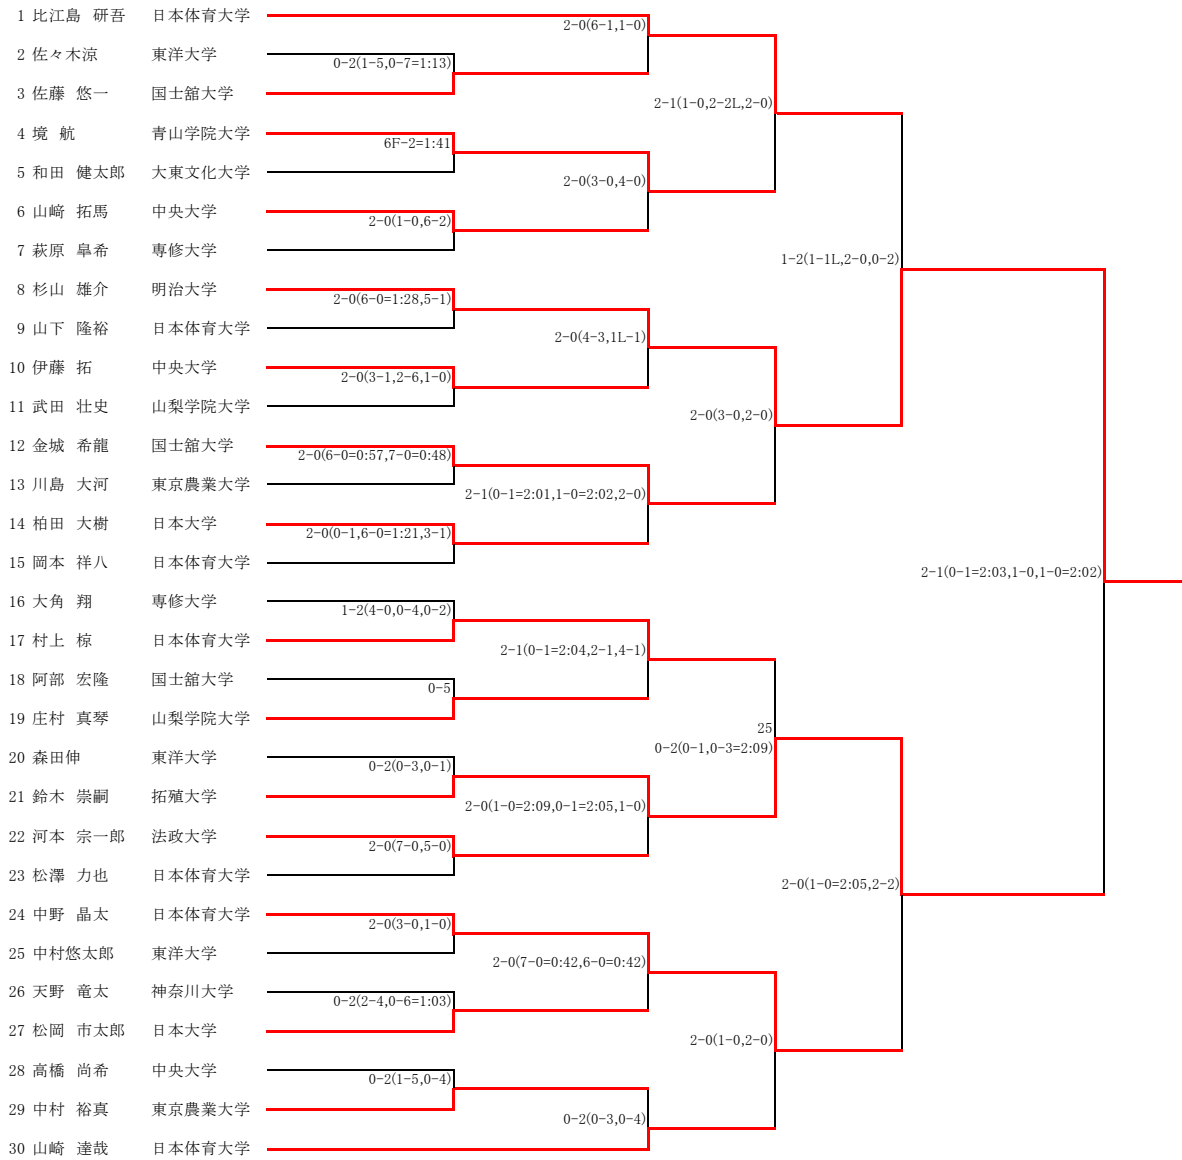 1 比江島 研吾 日本体育大学
2-0(6-1,1-0)
2 佐々木涼 東洋大学
0-2(1-5,0-7=1:13)
3 佐藤 悠一 国士舘大学
2-1(1-0,2-2L,2-0)
4 境 航 青山学院大学
6F-2=1:41
5 和田 健太郎 大東文化大学
2-0(3-0,4-0)
6 山﨑 拓馬 中央大学
2-0(1-0,6-2)
7 萩原 皐希 専修大学
1-2(1-1L,2-0,0-2)
8 杉山 雄介 明治大学
2-0(6-0=1:28,5-1)
9 山下 隆裕 日本体育大学
2-0(4-3,1L-1)
10 伊藤 拓 中央大学
2-0(3-1,2-6,1-0)
11 武田 壮史 山梨学院大学
2-0(3-0,2-0)
12 金城 希龍 国士舘大学
2-0(6-0=0:57,7-0=0:48)
13 川島 大河 東京農業大学
2-1(0-1=2:01,1-0=2:02,2-0)
14 柏田 大樹 日本大学
2-0(0-1,6-0=1:21,3-1)
15 岡本 祥八 日本体育大学
2-1(0-1=2:03,1-0,1-0=2:02)
16 大角 翔 専修大学
1-2(4-0,0-4,0-2)
17 村上 椋 日本体育大学
2-1(0-1=2:04,2-1,4-1)
18 阿部 宏隆 国士舘大学
0-5
19 庄村 真琴 山梨学院大学
25
0-2(0-1,0-3=2:09)
20 森田伸 東洋大学
0-2(0-3,0-1)
21 鈴木 崇嗣 拓殖大学
2-0(1-0=2:09,0-1=2:05,1-0)
22 河本 宗一郎 法政大学
2-0(7-0,5-0)
23 松澤 力也 日本体育大学
2-0(1-0=2:05,2-2)
24 中野 晶太 日本体育大学
2-0(3-0,1-0)
25 中村悠太郎 東洋大学
2-0(7-0=0:42,6-0=0:42)
26 天野 竜太 神奈川大学
0-2(2-4,0-6=1:03)
27 松岡 市太郎 日本大学
2-0(1-0,2-0)
28 高橋 尚希 中央大学
0-2(1-5,0-4)
29 中村 裕真 東京農業大学
0-2(0-3,0-4)
30 山崎 達哉 日本体育大学